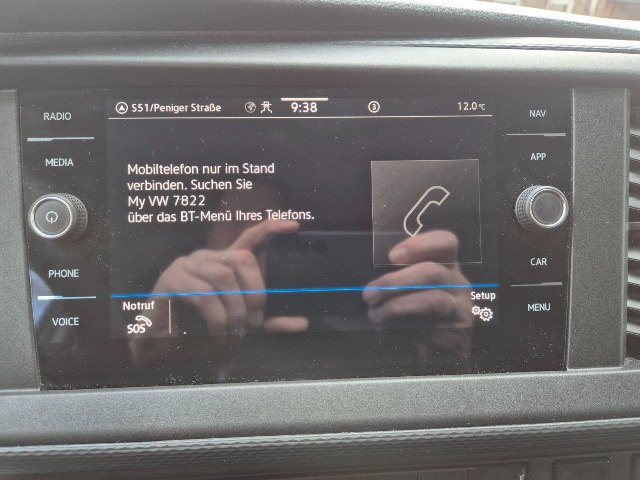 RADIO
MEDIA
PHONE
VOICE
S51/Peniger Straße
9:38
3
12.0 °C
Mobiltelefon nur im Stand
verbinden. Suchen Sie
My VW 7822
über das BT-Menü Ihres Telefons.
Notruf
SOS
Setup
NAV
APP
CAR
MENU